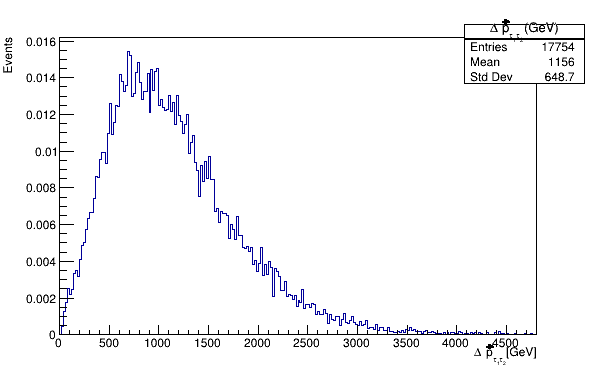 Δ p⃗τ₁τ₂(GeV)
Entries 17754
Mean 1156
Std Dev 648.7
Events
0.016
0.014
0.012
0.01
0.008
0.006
0.004
0.002
0
0 500 1000 1500 2000 2500 3000 3500 4000 4500
Δ p⃗τ₁τ₂[GeV]